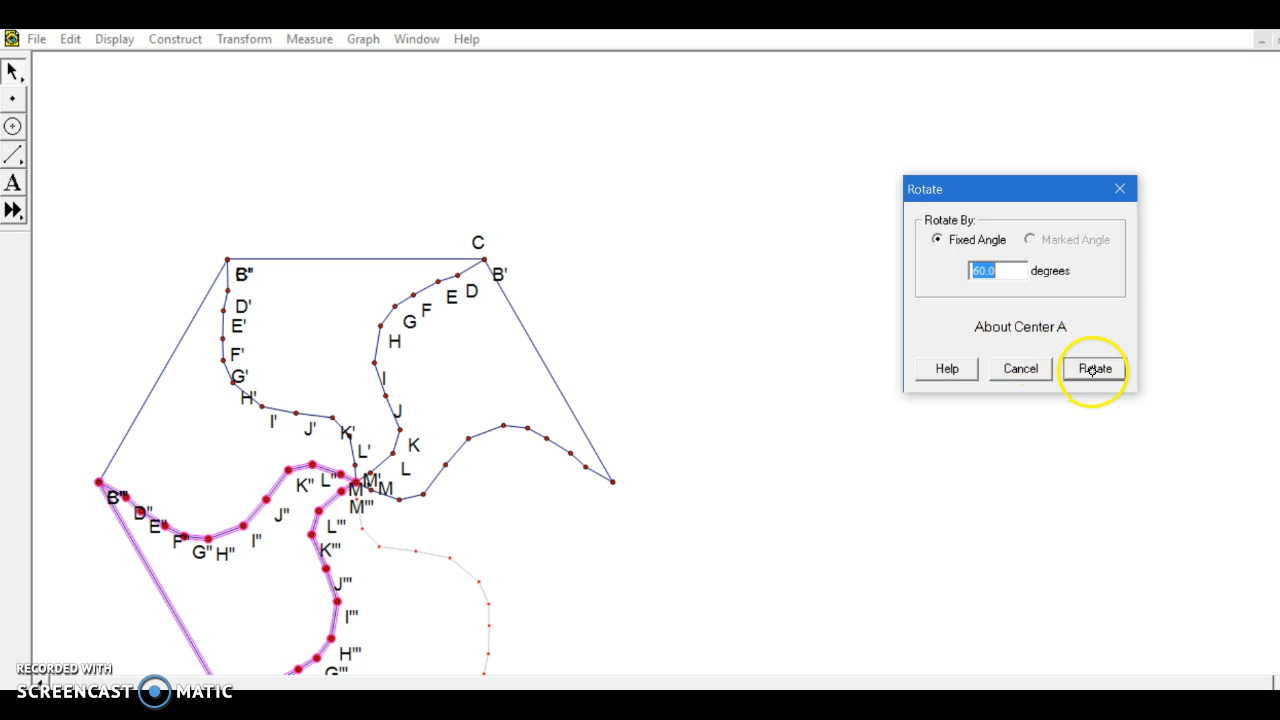 File Edit Display Construct Transform Measure Graph Window Help
A
Rotate
Rotate By:
Fixed Angle Marked Angle
60.0 degrees
About Center A
Help Cancel Rotate
C
B" B'
D' D
E' E
F' F
G' G
H' H
I' I
J' J
K' K
L' L
M' M M
M'''
B''' L" K" J" I" H" G" F" E" D"
L'''
K'''
J'''
I'''
H'''
G'''
RECORDED WITH
SCREENCAST MATIC